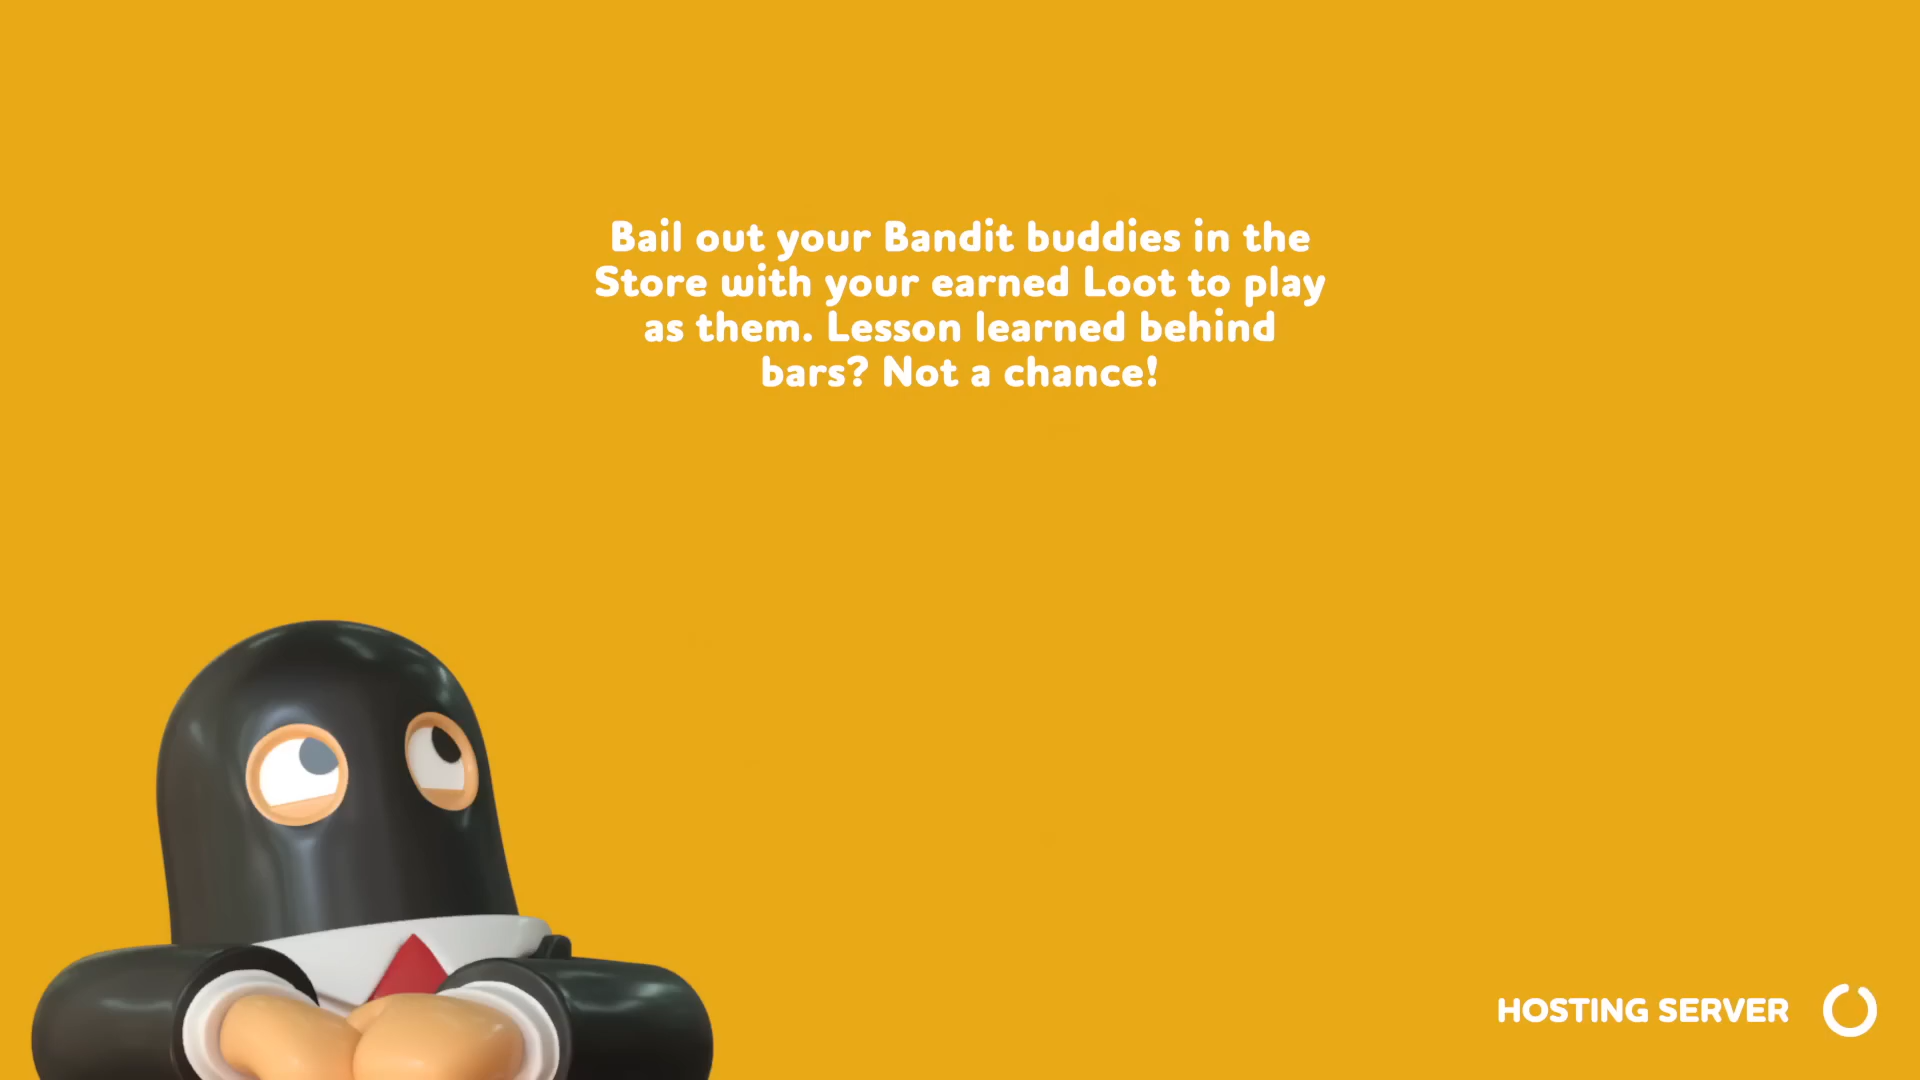 Bail out your Bandit buddies in the
Store with your earned Loot to play
as them. Lesson learned behind
bars? Not a chance!
HOSTING SERVER